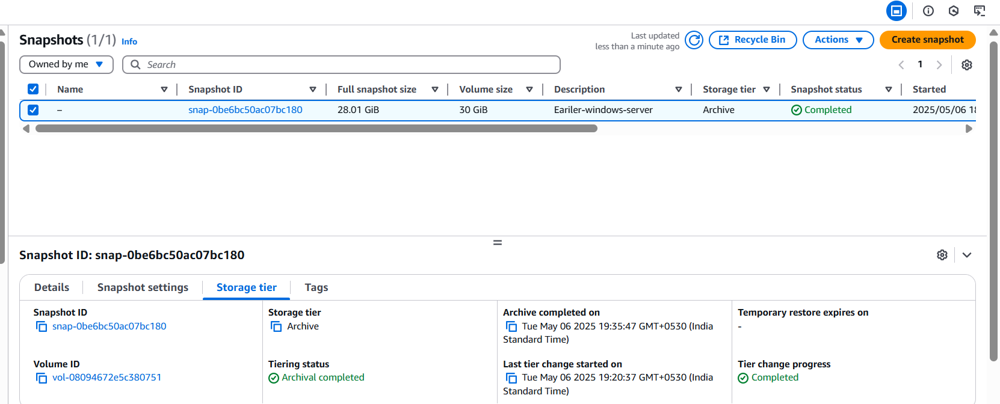 Snapshots (1/1) Info
Last updated
less than a minute ago
Recycle Bin
Actions
Create snapshot
Owned by me
Search
1
Name
Snapshot ID
Full snapshot size
Volume size
Description
Storage tier
Snapshot status
Started
–
snap-0be6bc50ac07bc180
28.01 GiB
30 GiB
Eariler-windows-server
Archive
Completed
2025/05/06
Snapshot ID: snap-0be6bc50ac07bc180
Details
Snapshot settings
Storage tier
Tags
Snapshot ID
snap-0be6bc50ac07bc180
Storage tier
Archive
Archive completed on
Tue May 06 2025 19:35:47 GMT+0530 (India
Standard Time)
Temporary restore expires on
-
Volume ID
vol-08094672e5c380751
Tiering status
Archival completed
Last tier change started on
Tue May 06 2025 19:20:37 GMT+0530 (India
Standard Time)
Tier change progress
Completed